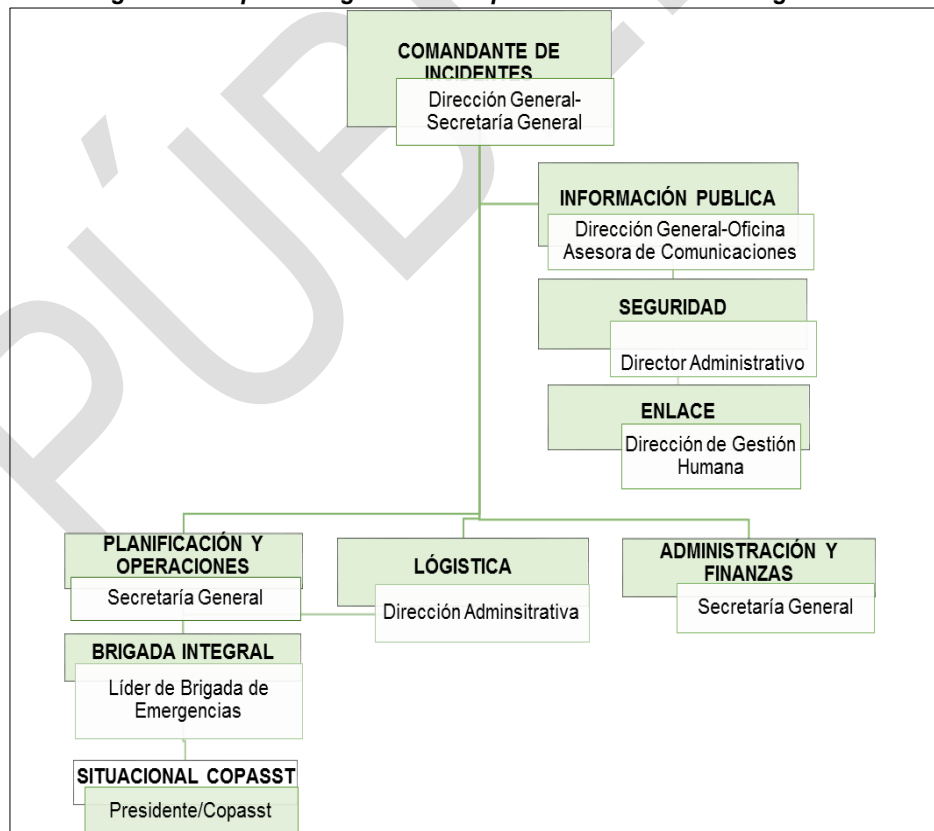 COMANDANTE DE
INCIDENTES
Dirección General-
Secretaría General
INFORMACIÓN PUBLICA
Dirección General-Oficina
Asesora de Comunicaciones
SEGURIDAD
Director Administrativo
ENLACE
Dirección de Gestión
Humana
PLANIFICACIÓN Y
OPERACIONES
Secretaría General
LÓGISTICA
Dirección Adminsitrativa
ADMINISTRACIÓN Y
FINANZAS
Secretaría General
BRIGADA INTEGRAL
Líder de Brigada de
Emergencias
SITUACIONAL COPASST
Presidente/Copasst